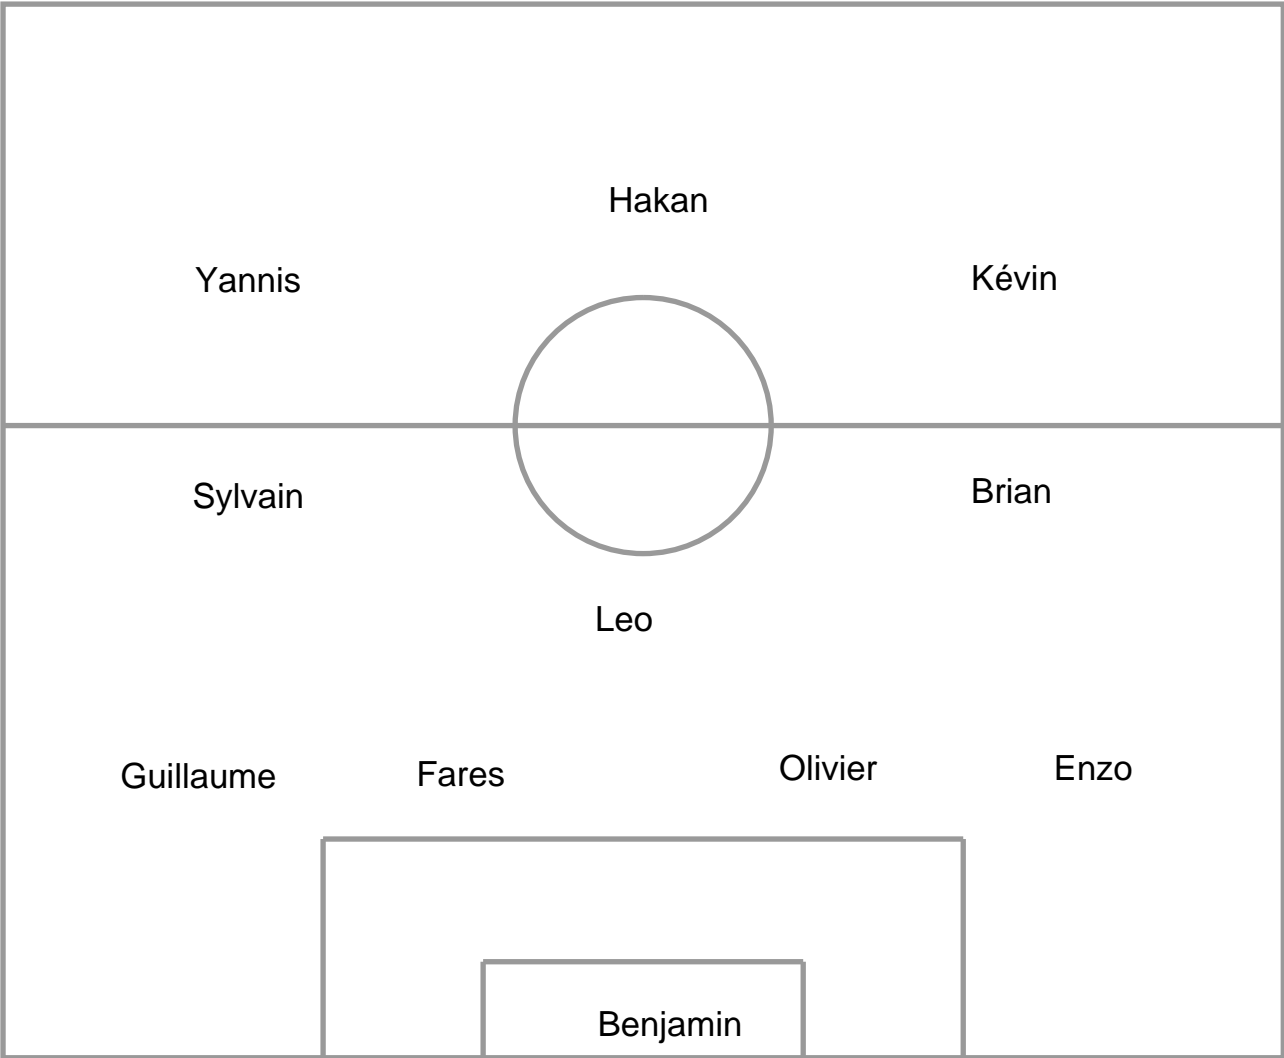 Hakan
Yannis
Kévin
Sylvain
Brian
Leo
Guillaume
Fares
Olivier
Enzo
Benjamin